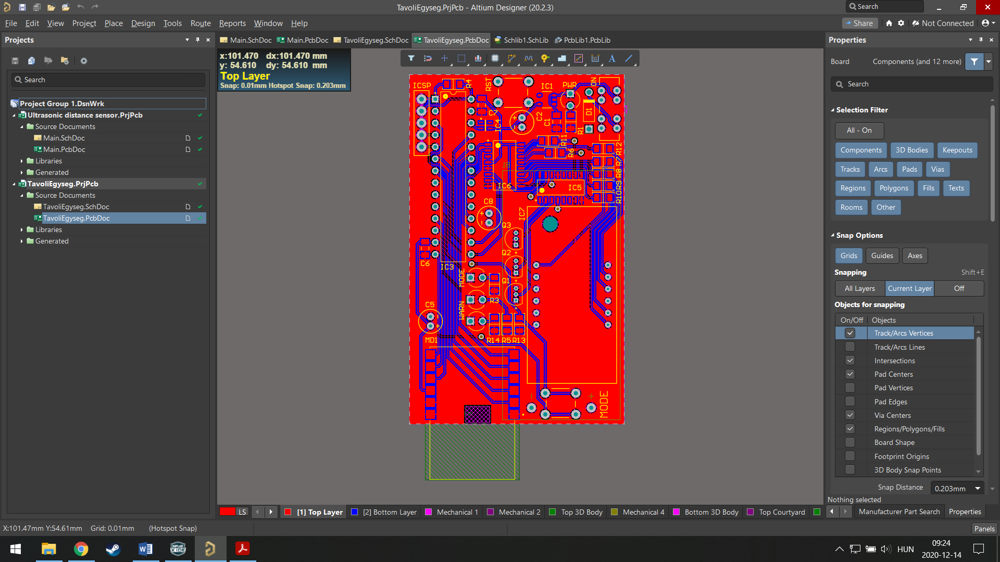 TavoliEgyseg.PrjPcb - Altium Designer (20.2.3)
Search
File Edit View Project Place Design Tools Route Reports Window Help
Share
Not Connected
Projects
Main.SchDoc Main.PcbDoc TavoliEgyseg.SchDoc TavoliEgyseg.PcbDoc Schlib1.SchLib PcbLib1.PcbLib
Search
Project Group 1.DsnWrk
Ultrasonic distance sensor.PrjPcb
Source Documents
Main.SchDoc
Main.PcbDoc
Libraries
Generated
TavoliEgyseg.PrjPcb
Source Documents
TavoliEgyseg.SchDoc
TavoliEgyseg.PcbDoc
Libraries
Generated
x:101.470 dx:101.470 mm
y: 54.610 dy: 54.610 mm
Top Layer
Snap: 0.01mm Hotspot Snap: 0.203mm
ICSP
R4
RST
IC1
PWR
ON
C7
IC4
C2
C1
D1
R1
R11
R6
R12
R7
R8
R9
R10
IC6
IC5
C8
IC7
Q3
Q2
Q1
C6
IC3
MODE
R3
WARN
C5
MD1
R14 R5 R13
MODE
Properties
Board Components (and 12 more)
Search
Selection Filter
All - On
Components 3D Bodies Keepouts
Tracks Arcs Pads Vias
Regions Polygons Fills Texts
Rooms Other
Snap Options
Grids Guides Axes
Snapping Shift+E
All Layers Current Layer Off
Objects for snapping
On/Off Objects
Track/Arcs Vertices
Track/Arcs Lines
Intersections
Pad Centers
Pad Vertices
Pad Edges
Via Centers
Regions/Polygons/Fills
Board Shape
Footprint Origins
3D Body Snap Points
Snap Distance 0.203mm
Nothing selected
LS [1] Top Layer [2] Bottom Layer Mechanical 1 Mechanical 2 Top 3D Body Mechanical 4 Bottom 3D Body Top Courtyard
Manufacturer Part Search Properties
X:101.47mm Y:54.61mm Grid: 0.01mm (Hotspot Snap)
Panels
MPLAB
X IDE
HUN
09:24
2020-12-14